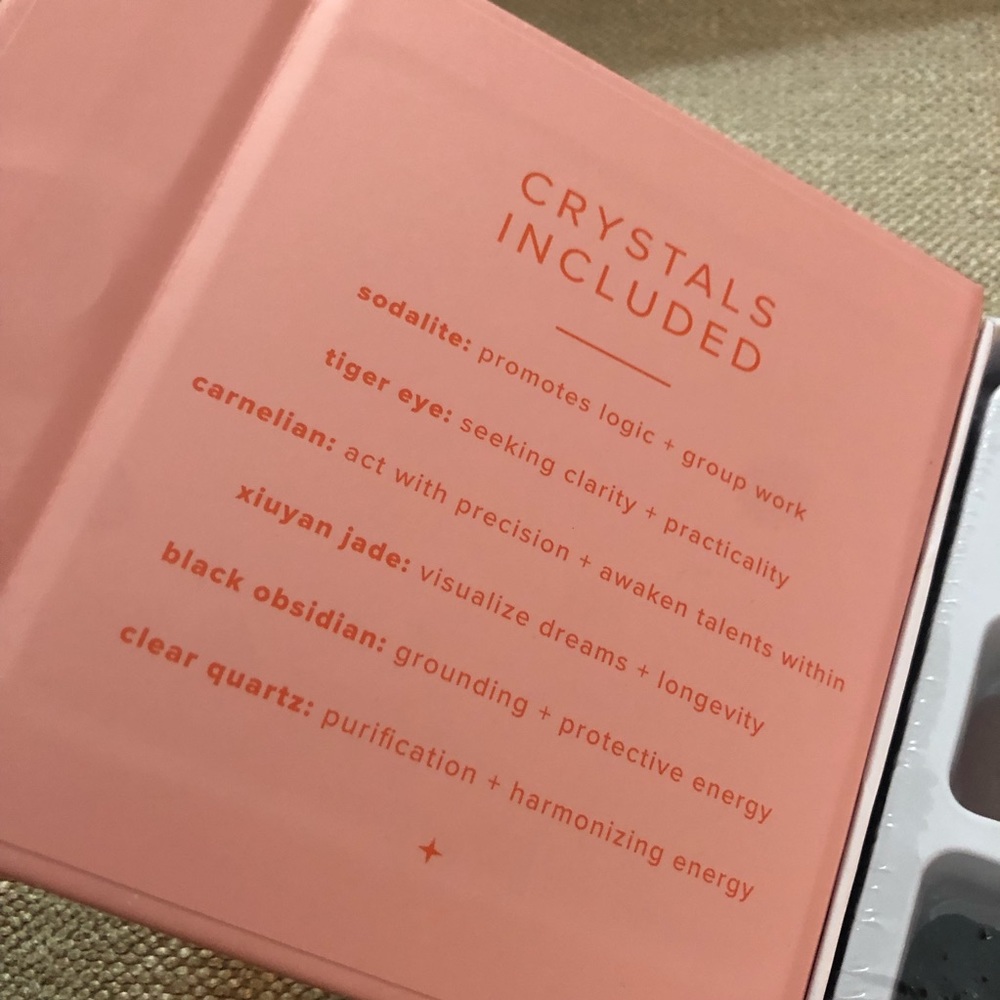 CRYSTALS
INCLUDED
sodalite: promotes logic + group work
tiger eye: seeking clarity + practicality
carnelian: act with precision + awaken talents within
xiuyan jade: visualize dreams + longevity
black obsidian: grounding + protective energy
clear quartz: purification + harmonizing energy